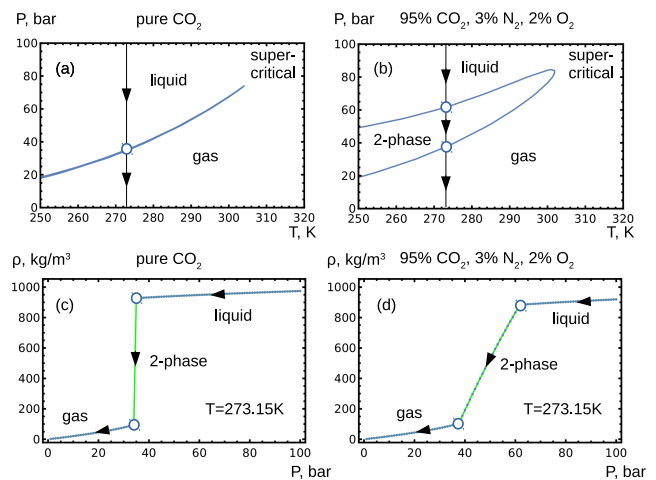 P, bar pure CO₂
100
80
60
40
20
0
(a)
liquid
super-
critical
gas
250 260 270 280 290 300 310 320
T, K
P, bar 95% CO₂, 3% N₂, 2% O₂
100
80
60
40
20
0
(b)
liquid
super-
critical
2-phase
gas
250 260 270 280 290 300 310 320
T, K
ρ, kg/m³ pure CO₂
1000
800
600
400
200
0
(c)
liquid
2-phase
gas
T=273.15K
0 20 40 60 80 100
P, bar
ρ, kg/m³ 95% CO₂, 3% N₂, 2% O₂
1000
800
600
400
200
0
(d)
liquid
2-phase
gas
T=273.15K
0 20 40 60 80 100
P, bar